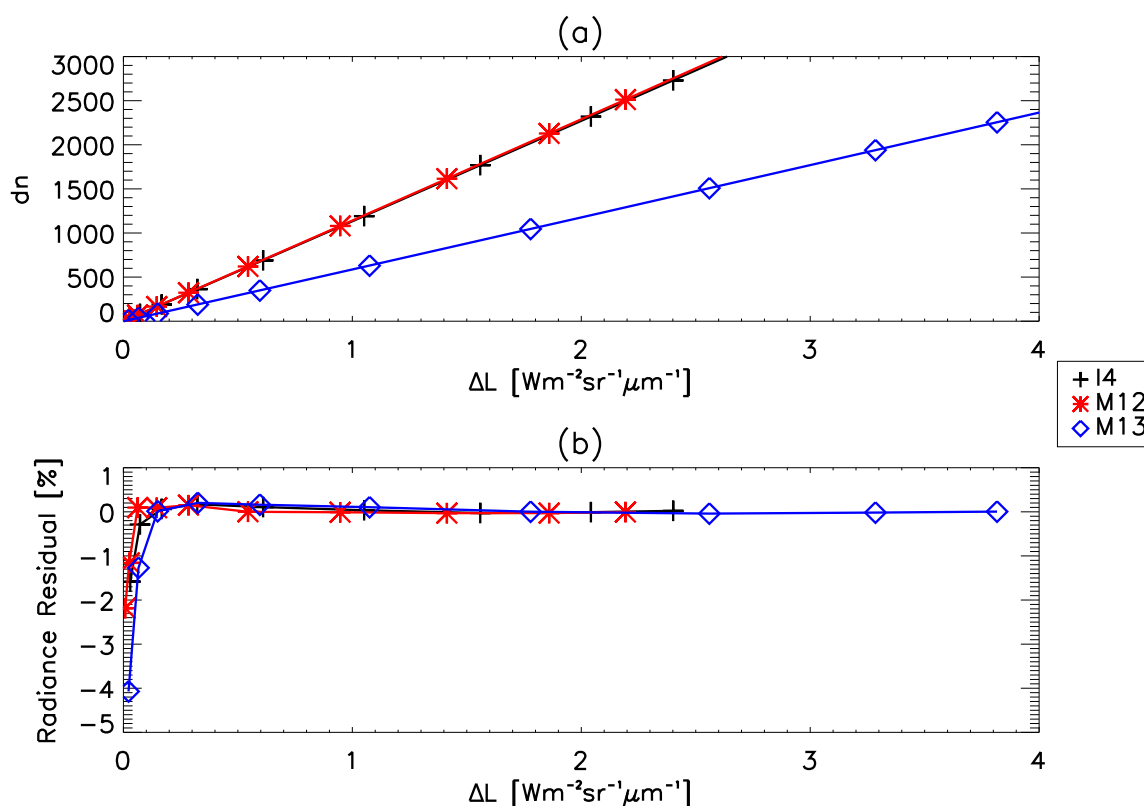 (a)
3000
2500
2000
1500
1000
500
0
dn
0 1 2 3 4
ΔL [Wm⁻²sr⁻¹μm⁻¹]
I4
M12
M13
(b)
1
0
-1
-2
-3
-4
-5
Radiance Residual [%]
0 1 2 3 4
ΔL [Wm⁻²sr⁻¹μm⁻¹]